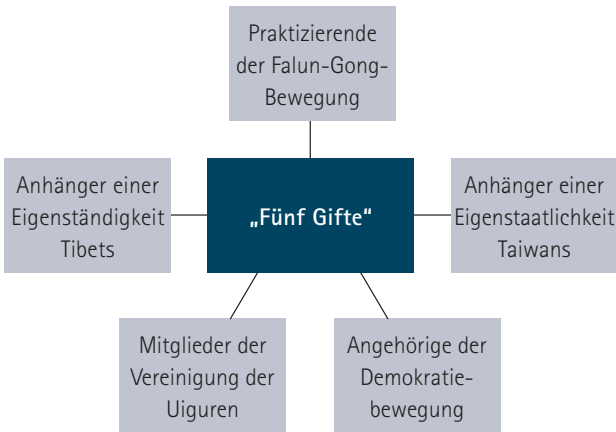 Praktizierende
der Falun-Gong-
Bewegung
Anhänger einer
Eigenständigkeit
Tibets
„Fünf Gifte“
Anhänger einer
Eigenstaatlichkeit
Taiwans
Mitglieder der
Vereinigung der
Uiguren
Angehörige der
Demokratie-
bewegung